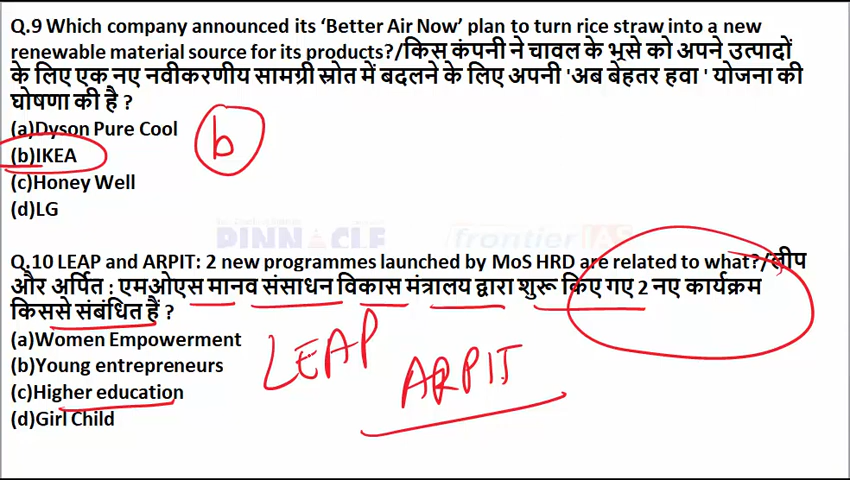 Q.9 Which company announced its ‘Better Air Now’ plan to turn rice straw into a new
renewable material source for its products?/किस कंपनी ने चावल के भूसे को अपने उत्पादों
के लिए एक नए नवीकरणीय सामग्री स्रोत में बदलने के लिए अपनी 'अब बेहतर हवा ' योजना की
घोषणा की है ?
(a)Dyson Pure Cool
b
(b)IKEA
(c)Honey Well
(d)LG
PINNACLE frontier IAS
Q.10 LEAP and ARPIT: 2 new programmes launched by MoS HRD are related to what?/लीप
और अर्पित : एमओएस मानव संसाधन विकास मंत्रालय द्वारा शुरू किए गए 2 नए कार्यक्रम
किससे संबंधित हैं ?
(a)Women Empowerment
LEAP
(b)Young entrepreneurs
ARPIT
(c)Higher education
(d)Girl Child